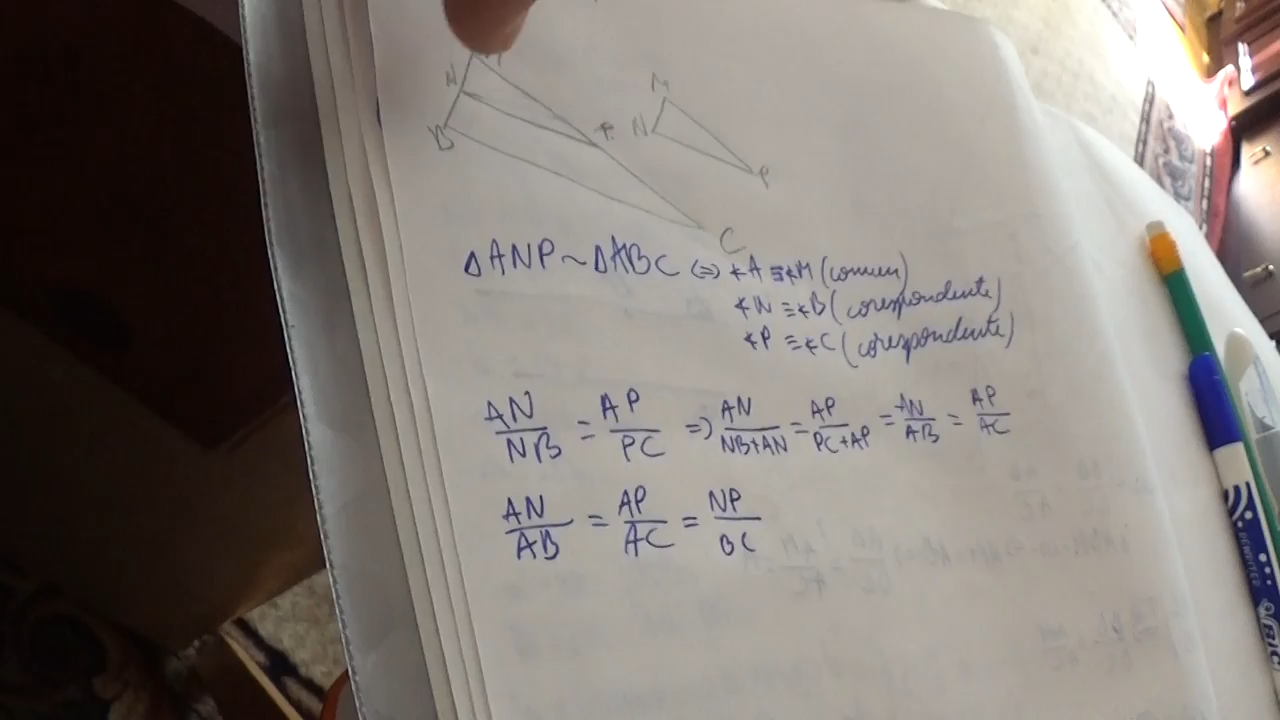 N
B
P
C
M
N
P
ΔANP ~ ΔABC ⇔ ∢A ≡ ∢M (comun)
∢N ≡ ∢B (corespondente)
∢P ≡ ∢C (corespondente)
AN/NB = AP/PC ⇒ AN/NB+AN = AP/PC+AP = AN/AB = AP/AC
AN/AB = AP/AC = NP/BC